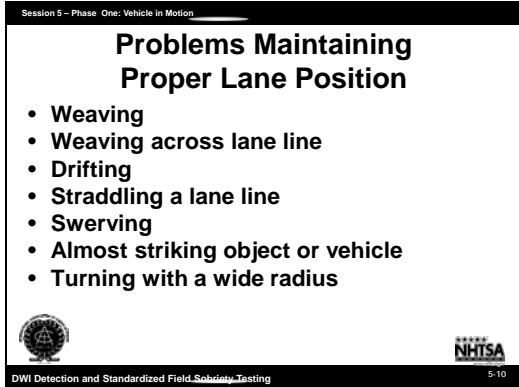 Session 5 – Phase One: Vehicle in Motion
Problems Maintaining
Proper Lane Position
• Weaving
• Weaving across lane line
• Drifting
• Straddling a lane line
• Swerving
• Almost striking object or vehicle
• Turning with a wide radius
NHTSA
DWI Detection and Standardized Field Sobriety Testing
5-10